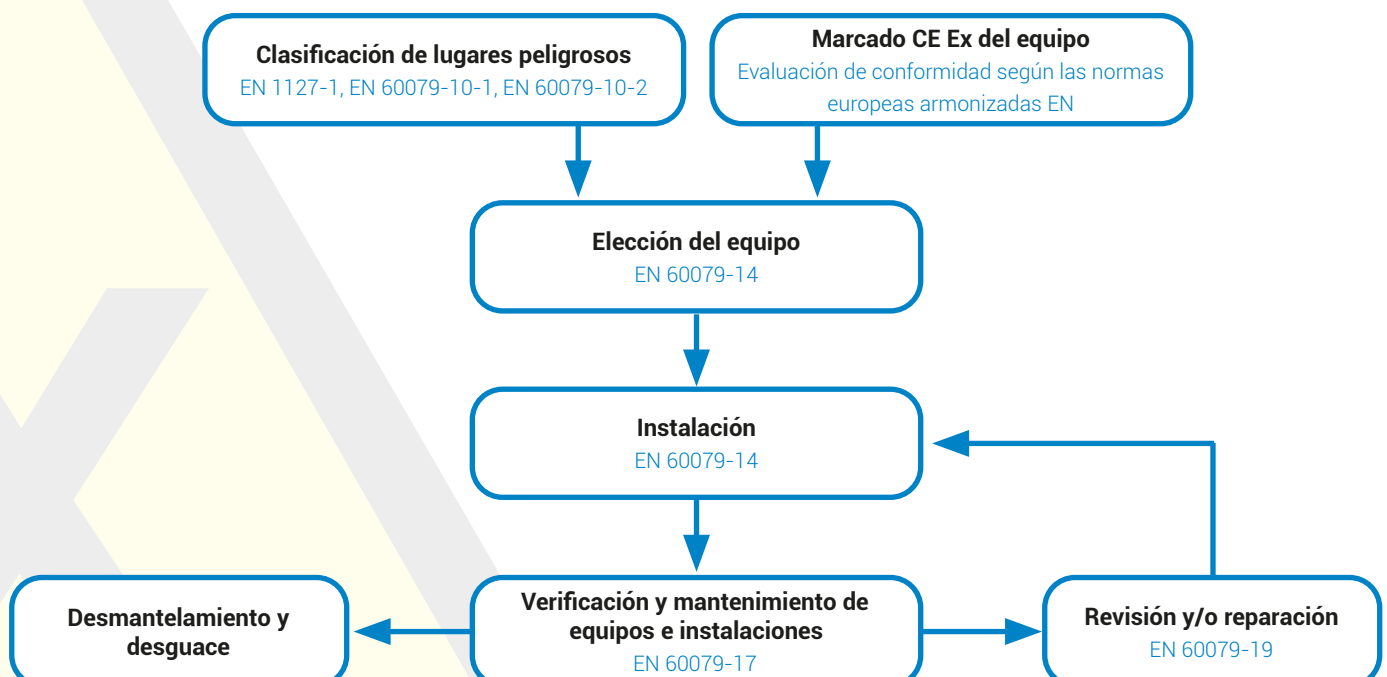 Clasificación de lugares peligrosos
EN 1127-1, EN 60079-10-1, EN 60079-10-2
Marcado CE Ex del equipo
Evaluación de conformidad según las normas
europeas armonizadas EN
Elección del equipo
EN 60079-14
Instalación
EN 60079-14
Desmantelamiento y
desguace
Verificación y mantenimiento de
equipos e instalaciones
EN 60079-17
Revisión y/o reparación
EN 60079-19